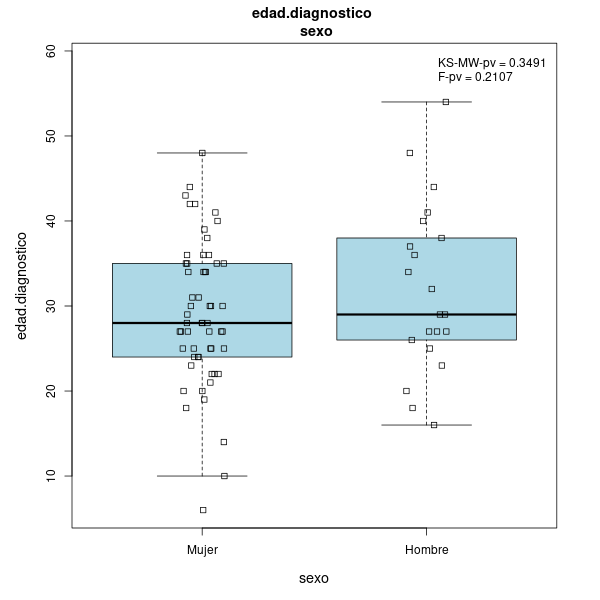 edad.diagnostico
sexo
KS-MW-pv = 0.3491
F-pv = 0.2107
60
50
40
30
20
10
edad.diagnostico
Mujer
Hombre
sexo